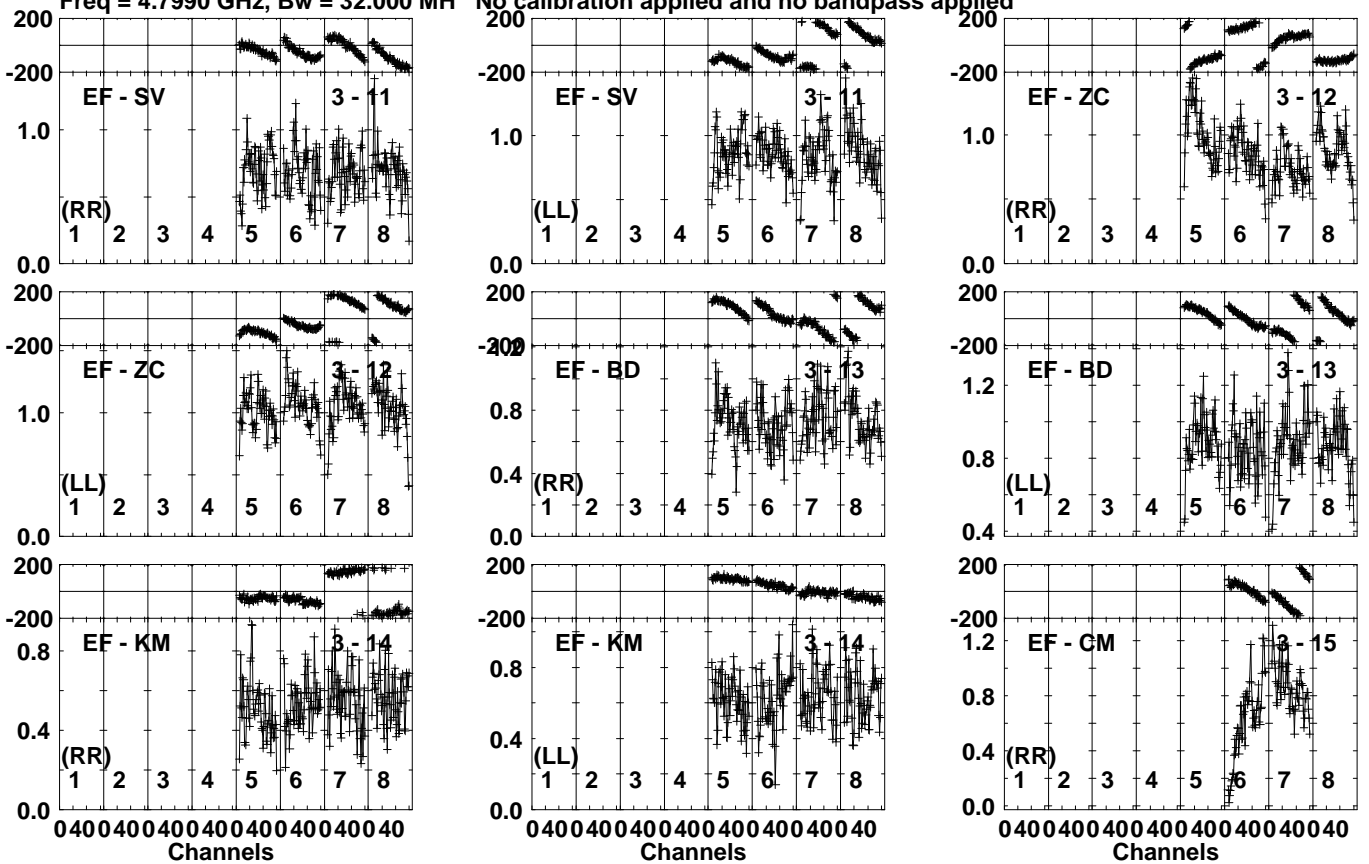 Freq = 4.7990 GHz, Bw = 32.000 MH No calibration applied and no bandpass applied
200 200 200
-200 -200 -200
EF - SV 3 - 11 EF - SV 3 - 11 EF - ZC 3 - 12
1.0 1.0 1.0
(RR) (LL) (RR)
1 2 3 4 5 6 7 8 1 2 3 4 5 6 7 8 1 2 3 4 5 6 7 8
0.0 0.0 0.0
200 200 200
-200 -200 1.2 -200
EF - ZC 3 - 12 EF - BD 3 - 13 EF - BD 3 - 13
1.0 0.8 1.2
0.4 0.8
(LL) (RR) (LL)
1 2 3 4 5 6 7 8 1 2 3 4 5 6 7 8 1 2 3 4 5 6 7 8
0.0 0.0 0.4
200 200 200
-200 -200 -200
EF - KM 3 - 14 EF - KM 3 - 14 EF - CM 3 - 15
0.8 0.8 1.2
0.4 0.4 0.8
0.4
(RR) (LL) (RR)
1 2 3 4 5 6 7 8 1 2 3 4 5 6 7 8 1 2 3 4 5 6 7 8
0.0 0.0 0.0
0 40 0 40 0 40 0 40 0 40 0 40 0 40 0 40 0 40 0 40 0 40 0 40 0 40 0 40 0 40 0 40 0 40 0 40 0 40 0 40 0 40 0 40 0 40 0 40
Channels Channels Channels